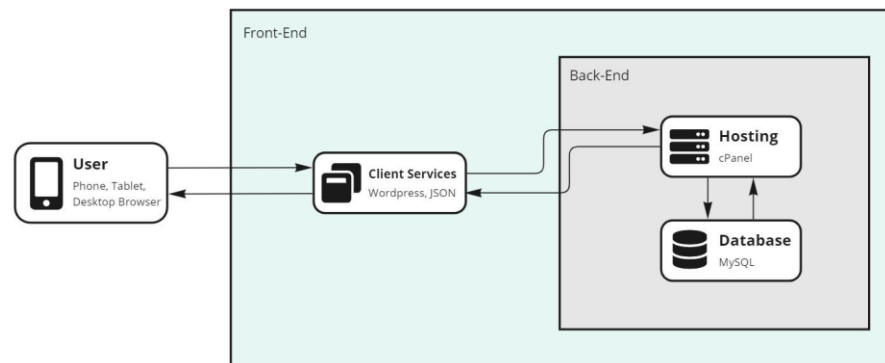 Front-End
Back-End
User
Phone, Tablet,
Desktop Browser
Client Services
Wordpress, JSON
Hosting
cPanel
Database
MySQL